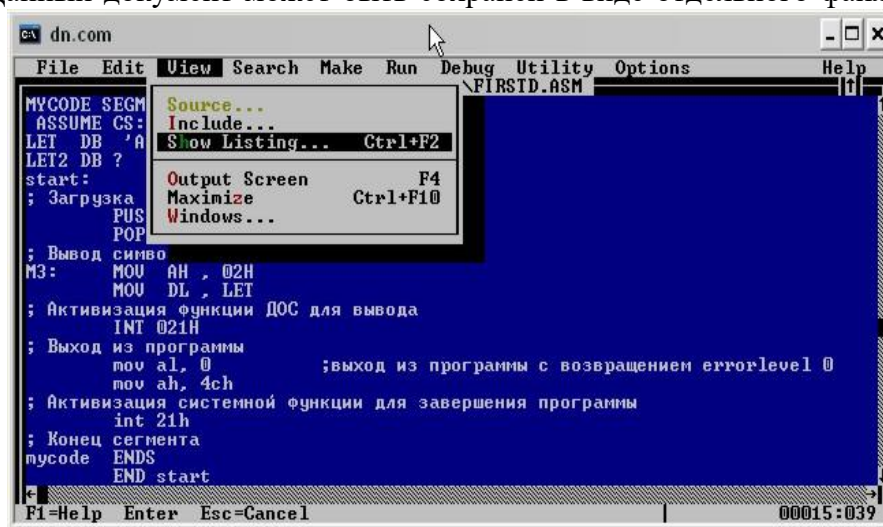 данный документ может быть сохранен в виде отдельного
dn.com
File Edit View Search Make Run Debug Utility Options Help
\FIRSTD.ASM
MYCODE SEGM
ASSUME CS:
LET DB 'A
LET2 DB ?
start:
; Загрузка
PUS
POP
; Вывод симво
M3: MOV AH , 02H
MOV DL , LET
; Активизация функции ДОС для вывода
INT 021H
; Выход из программы
mov al, 0 ;выход из программы с возвращением errorlevel 0
mov ah, 4ch
; Активизация системной функции для завершения программы
int 21h
; Конец сегмента
mycode ENDS
END start
Source...
Include...
Show Listing... Ctrl+F2
Output Screen F4
Maximize Ctrl+F10
Windows...
F1=Help Enter Esc=Cancel 00015:039